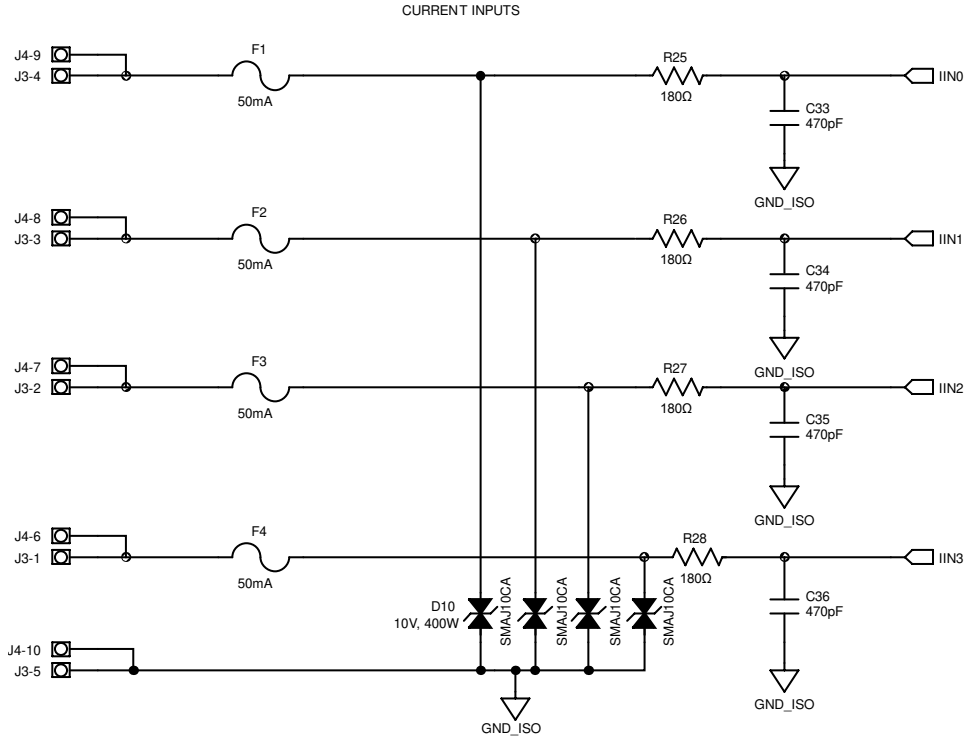 CURRENT INPUTS
J4-9
J3-4
F1
50mA
R25
180Ω
C33
470pF
IIN0
GND_ISO
J4-8
J3-3
F2
50mA
R26
180Ω
C34
470pF
IIN1
GND_ISO
J4-7
J3-2
F3
50mA
R27
180Ω
C35
470pF
IIN2
GND_ISO
J4-6
J3-1
F4
50mA
R28
180Ω
C36
470pF
IIN3
GND_ISO
D10
10V, 400W
SMAJ10CA
SMAJ10CA
SMAJ10CA
SMAJ10CA
J4-10
J3-5
GND_ISO